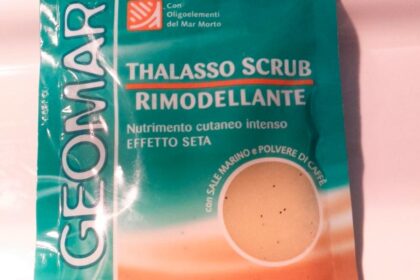 GEOMAR
Con
Oligoelementi
del Mar Morto
THALASSO SCRUB
RIMODELLANTE
Nutrimento cutaneo intenso
EFFETTO SETA
con SALE MARINO e POLVERE DI CAFFÈ